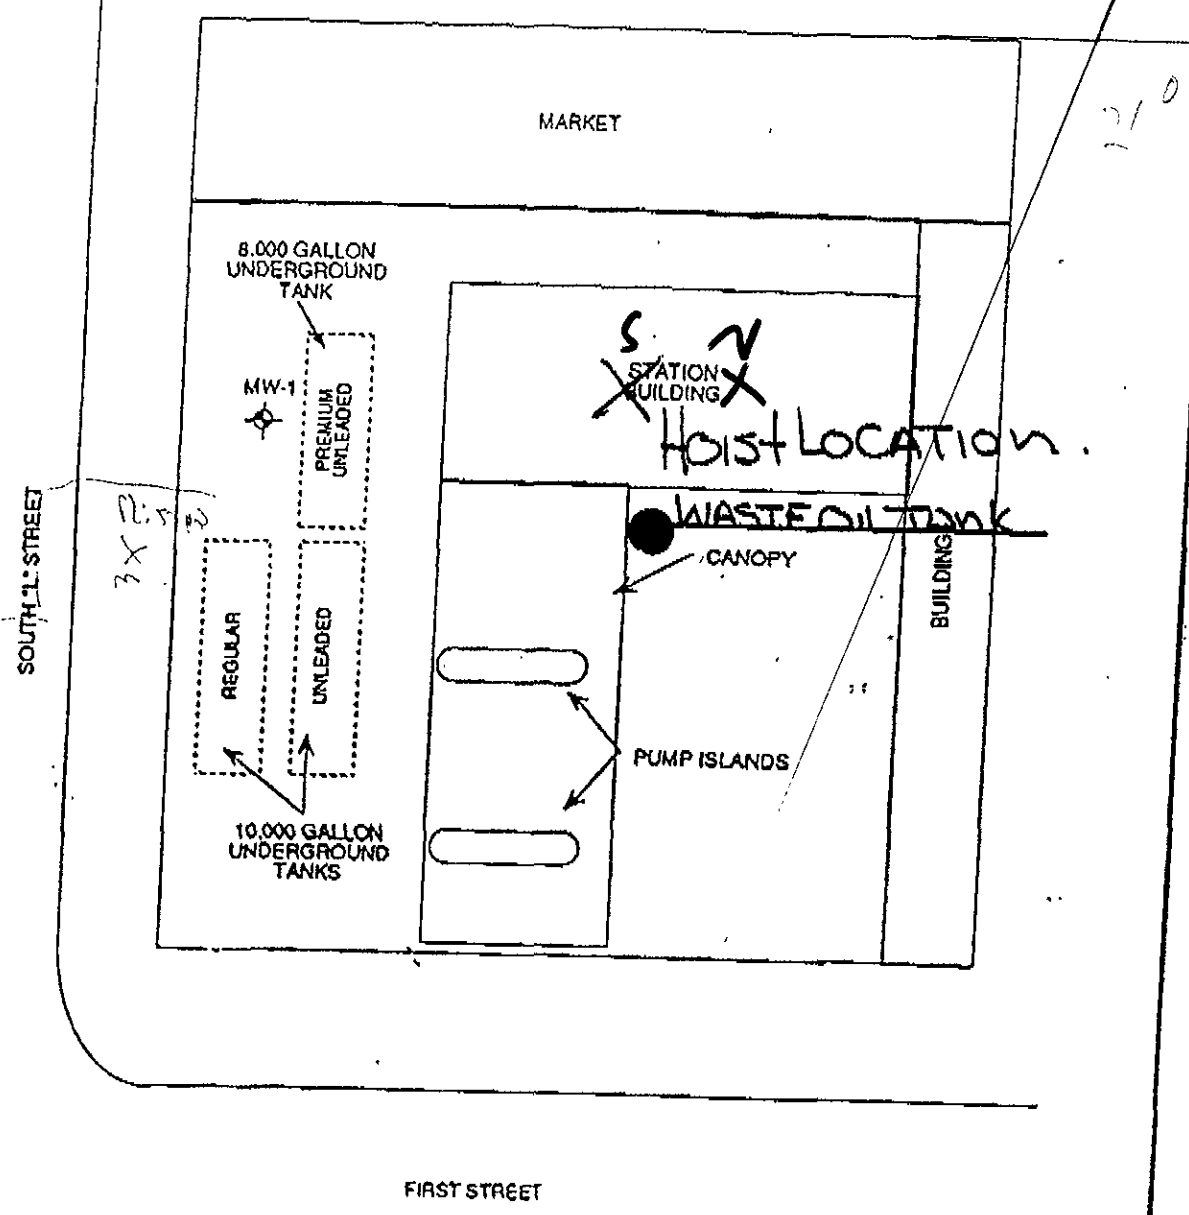 MARKET
8,000 GALLON
UNDERGROUND
TANK
MW-1
PREMIUM
UNLEADED
S N
STATION
BUILDING
HOIST LOCATION.
WASTE OIL TANK
CANOPY
BUILDING
SOUTH "L" STREET
3 X
REGULAR
UNLEADED
PUMP ISLANDS
10,000 GALLON
UNDERGROUND
TANKS
FIRST STREET